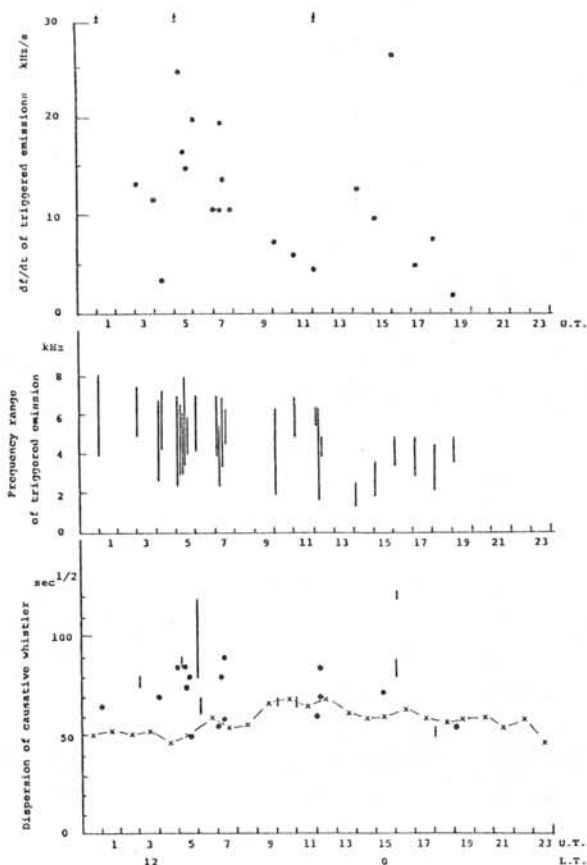 30
20
10
0
df/dt of triggered emissions kHz/s
1 3 5 7 9 11 13 15 17 19 21 23 U.T.
kHz
8
6
4
2
0
Frequency range
of triggered emission
1 3 5 7 9 11 13 15 17 19 21 23
sec1/2
100
50
0
Dispersion of causative whistler
1 3 5 7 9 11 13 15 17 19 21 23 U.T.
12 0 L.T.